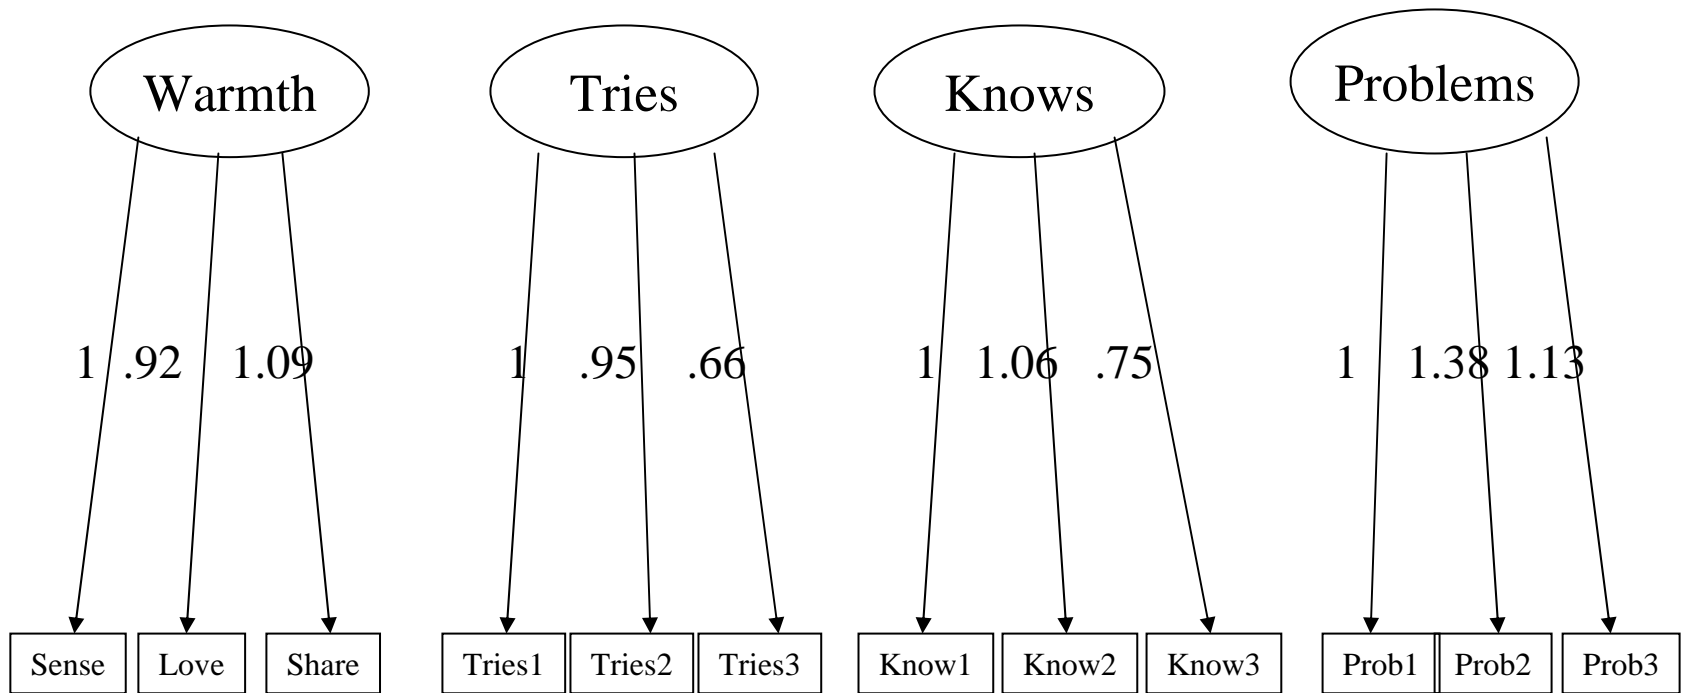 Warmth Tries Knows Problems
1 .92 1.09 1 .95 .66 1 1.06 .75 1 1.38 1.13
Sense Love Share Tries1 Tries2 Tries3 Know1 Know2 Know3 Prob1 Prob2 Prob3